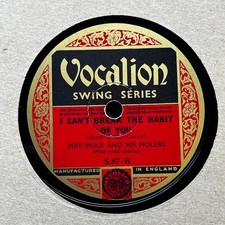 Vocalion
SWING SERIES
I CAN'T BREAK THE HABIT
OF YOU
MIFF MOLE AND HIS MOLERS
S.87-B
MANUFACTURED
IN ENGLAND